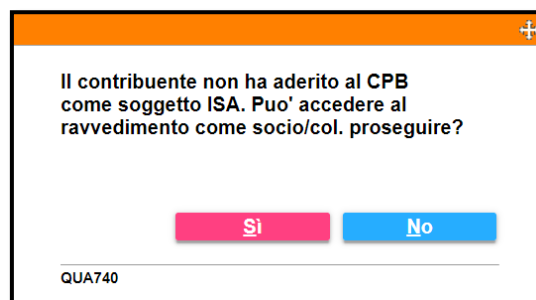 Il contribuente non ha aderito al CPB
come soggetto ISA. Puo' accedere al
ravvedimento come socio/col. proseguire?
Sì
No
QUA740